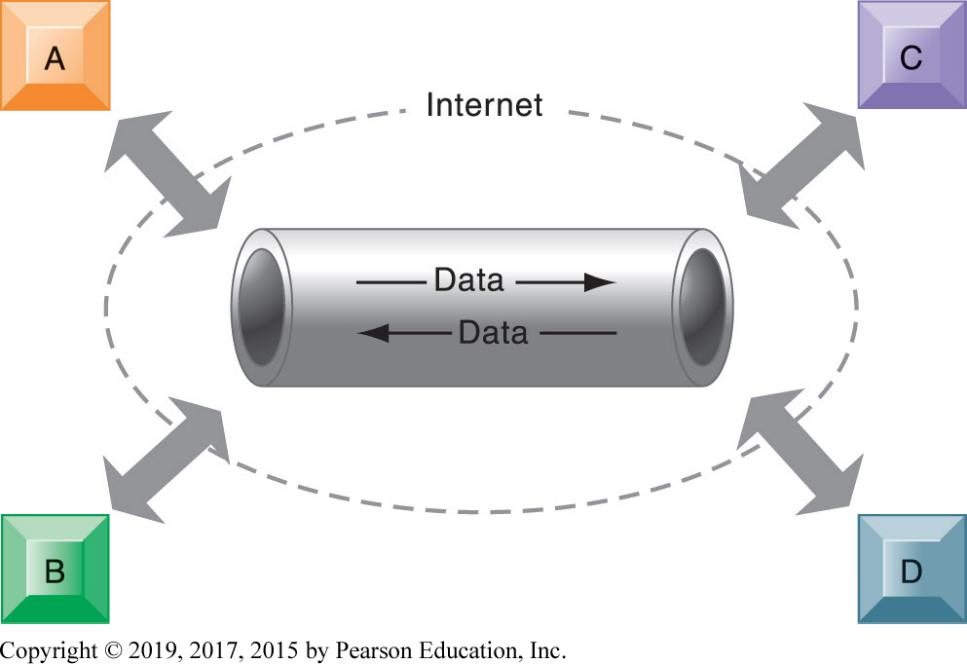 A
C
Internet
Data
Data
B
D
Copyright © 2019, 2017, 2015 by Pearson Education, Inc.